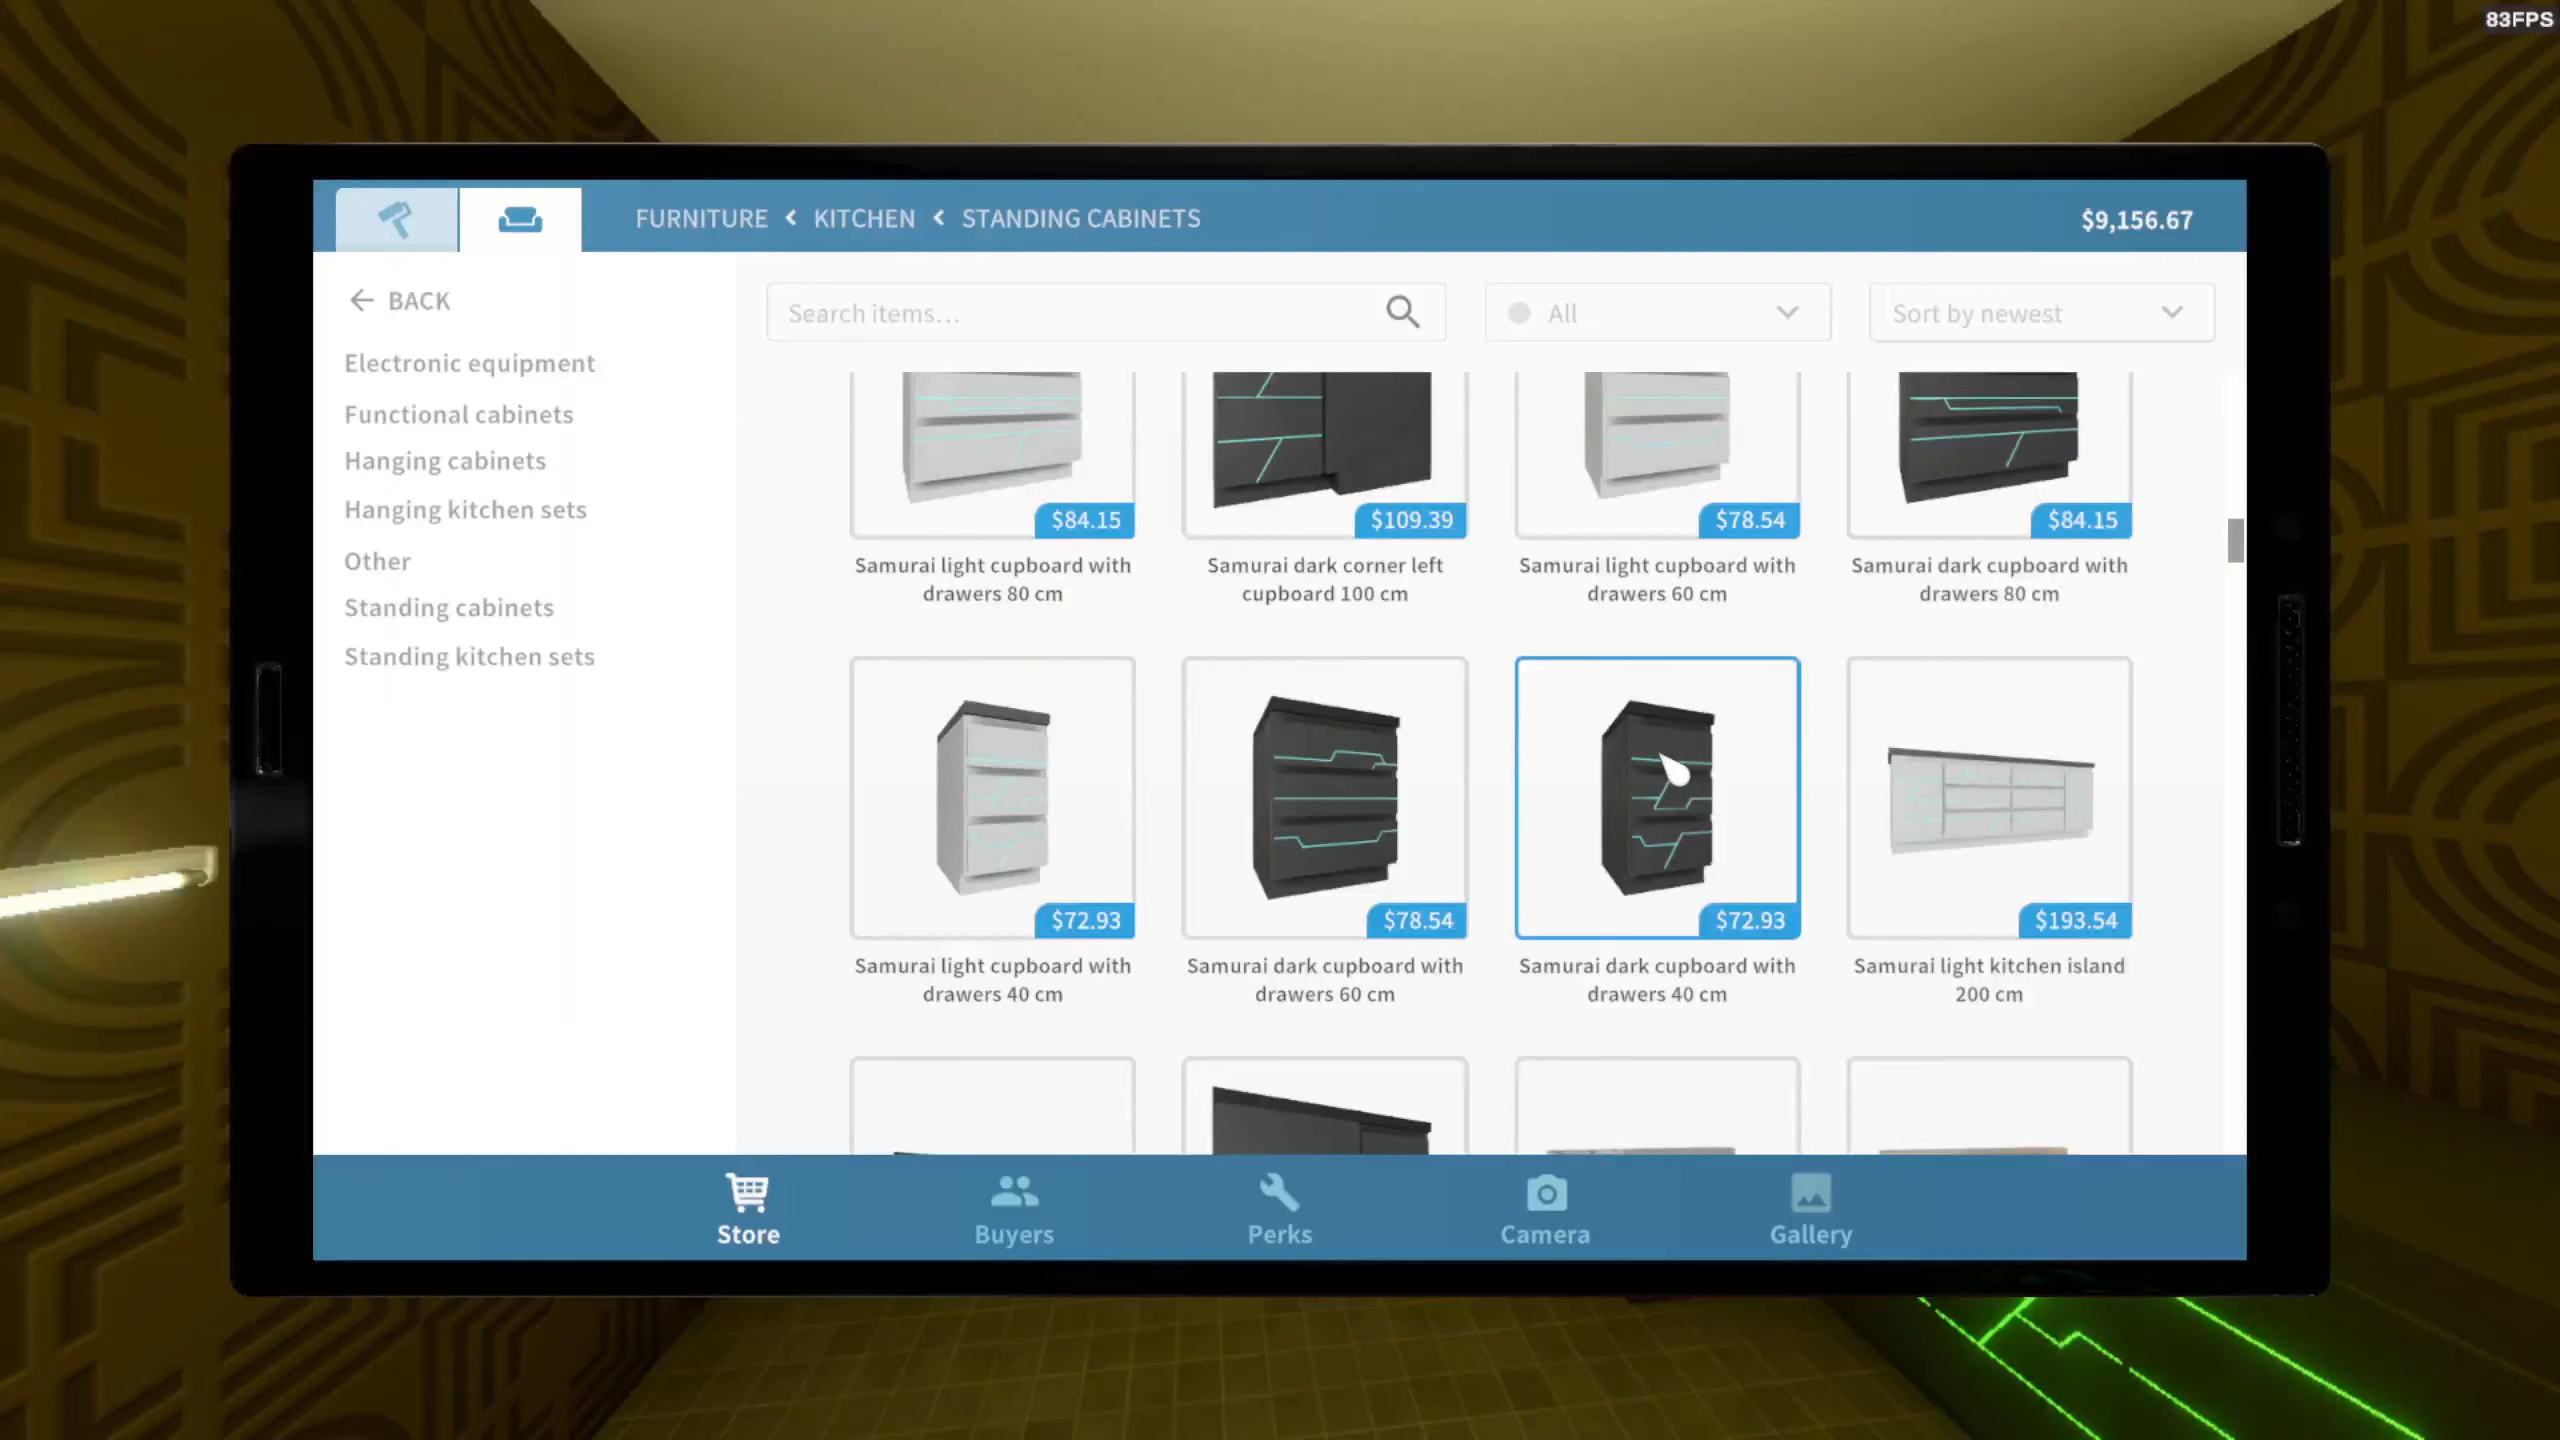 83FPS
FURNITURE < KITCHEN < STANDING CABINETS
$9,156.67
BACK
Search items...
All
Sort by newest
Electronic equipment
Functional cabinets
Hanging cabinets
Hanging kitchen sets
Other
Standing cabinets
Standing kitchen sets
$84.15
$109.39
$78.54
$84.15
Samurai light cupboard with
drawers 80 cm
Samurai dark corner left
cupboard 100 cm
Samurai light cupboard with
drawers 60 cm
Samurai dark cupboard with
drawers 80 cm
$72.93
$78.54
$72.93
$193.54
Samurai light cupboard with
drawers 40 cm
Samurai dark cupboard with
drawers 60 cm
Samurai dark cupboard with
drawers 40 cm
Samurai light kitchen island
200 cm
Store
Buyers
Perks
Camera
Gallery